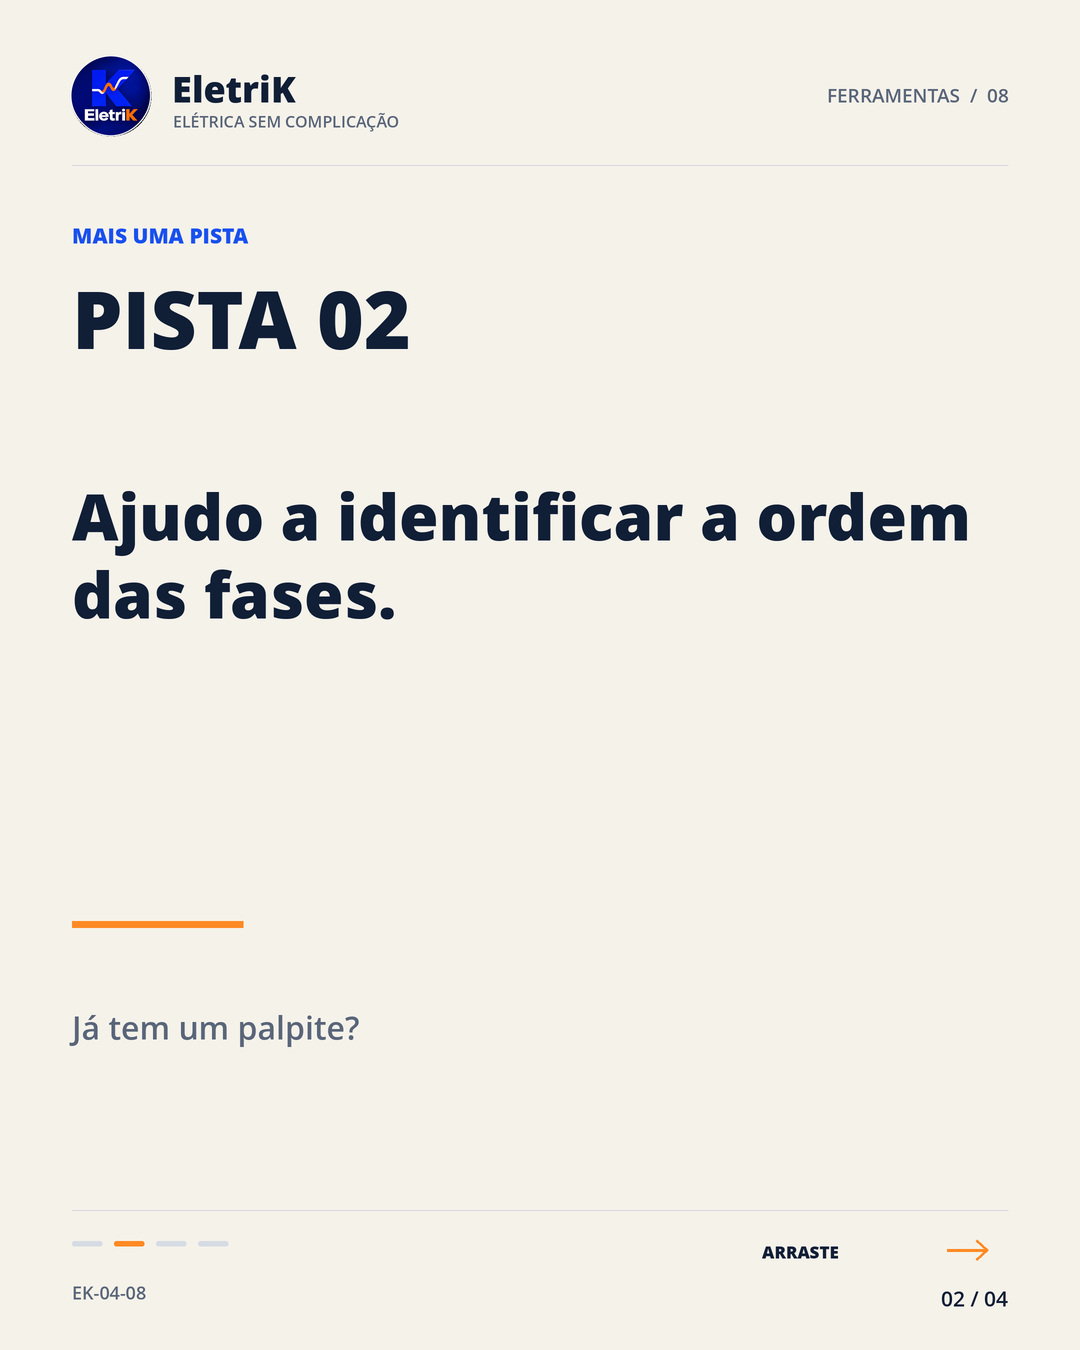 EletriK
EletriK
ELÉTRICA SEM COMPLICAÇÃO
FERRAMENTAS / 08
MAIS UMA PISTA
PISTA 02
Ajudo a identificar a ordem
das fases.
Já tem um palpite?
ARRASTE
EK-04-08
02 / 04